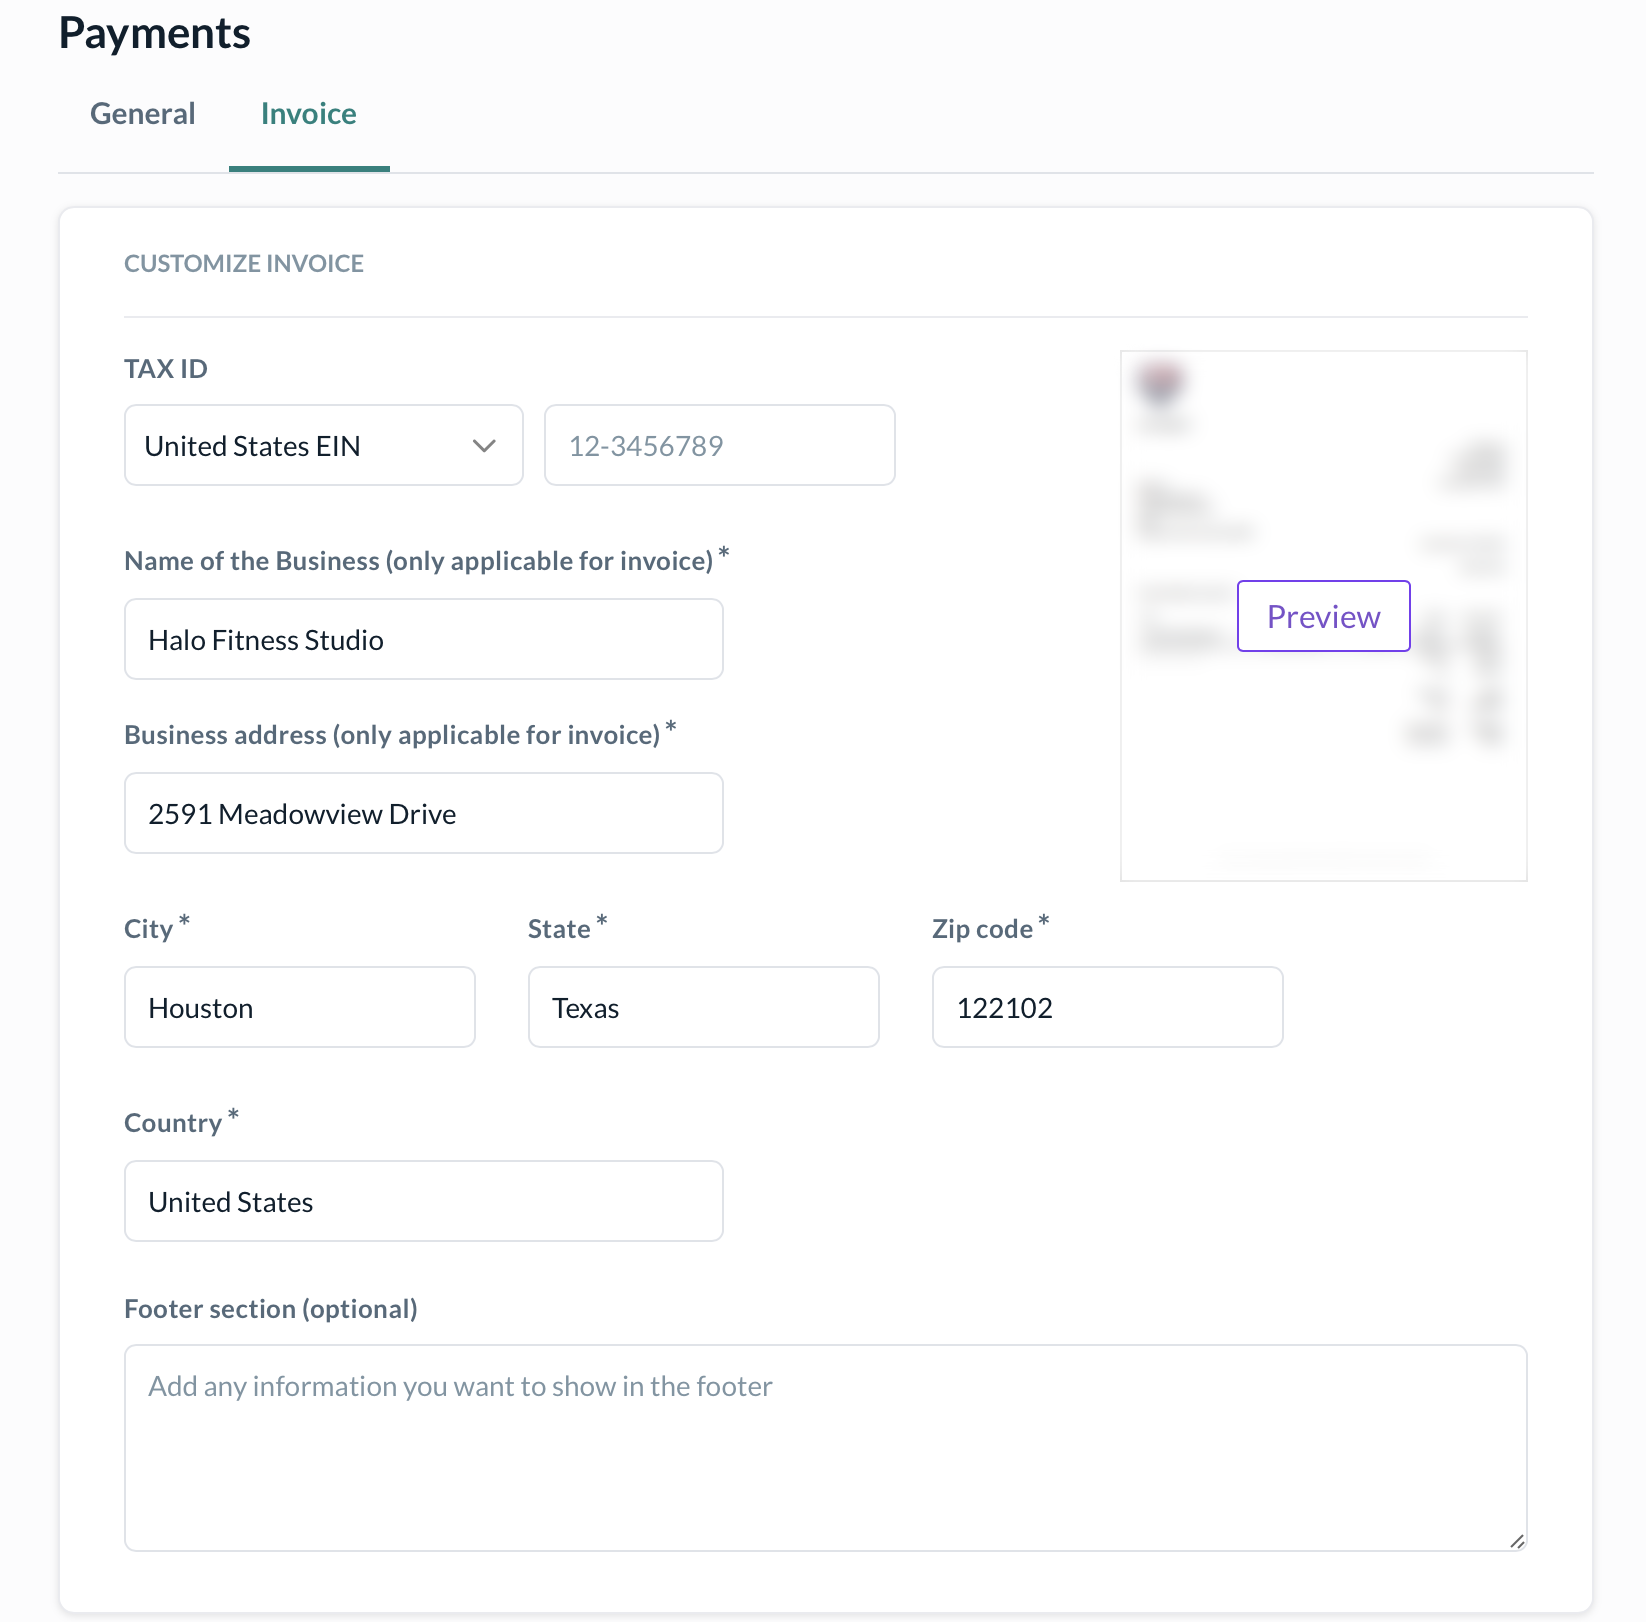 Payments
General
Invoice
CUSTOMIZE INVOICE
TAX ID
United States EIN
12-3456789
Name of the Business (only applicable for invoice) *
Halo Fitness Studio
Preview
Business address (only applicable for invoice) *
2591 Meadowview Drive
City *
State *
Zip code *
Houston
Texas
122102
Country *
United States
Footer section (optional)
Add any information you want to show in the footer